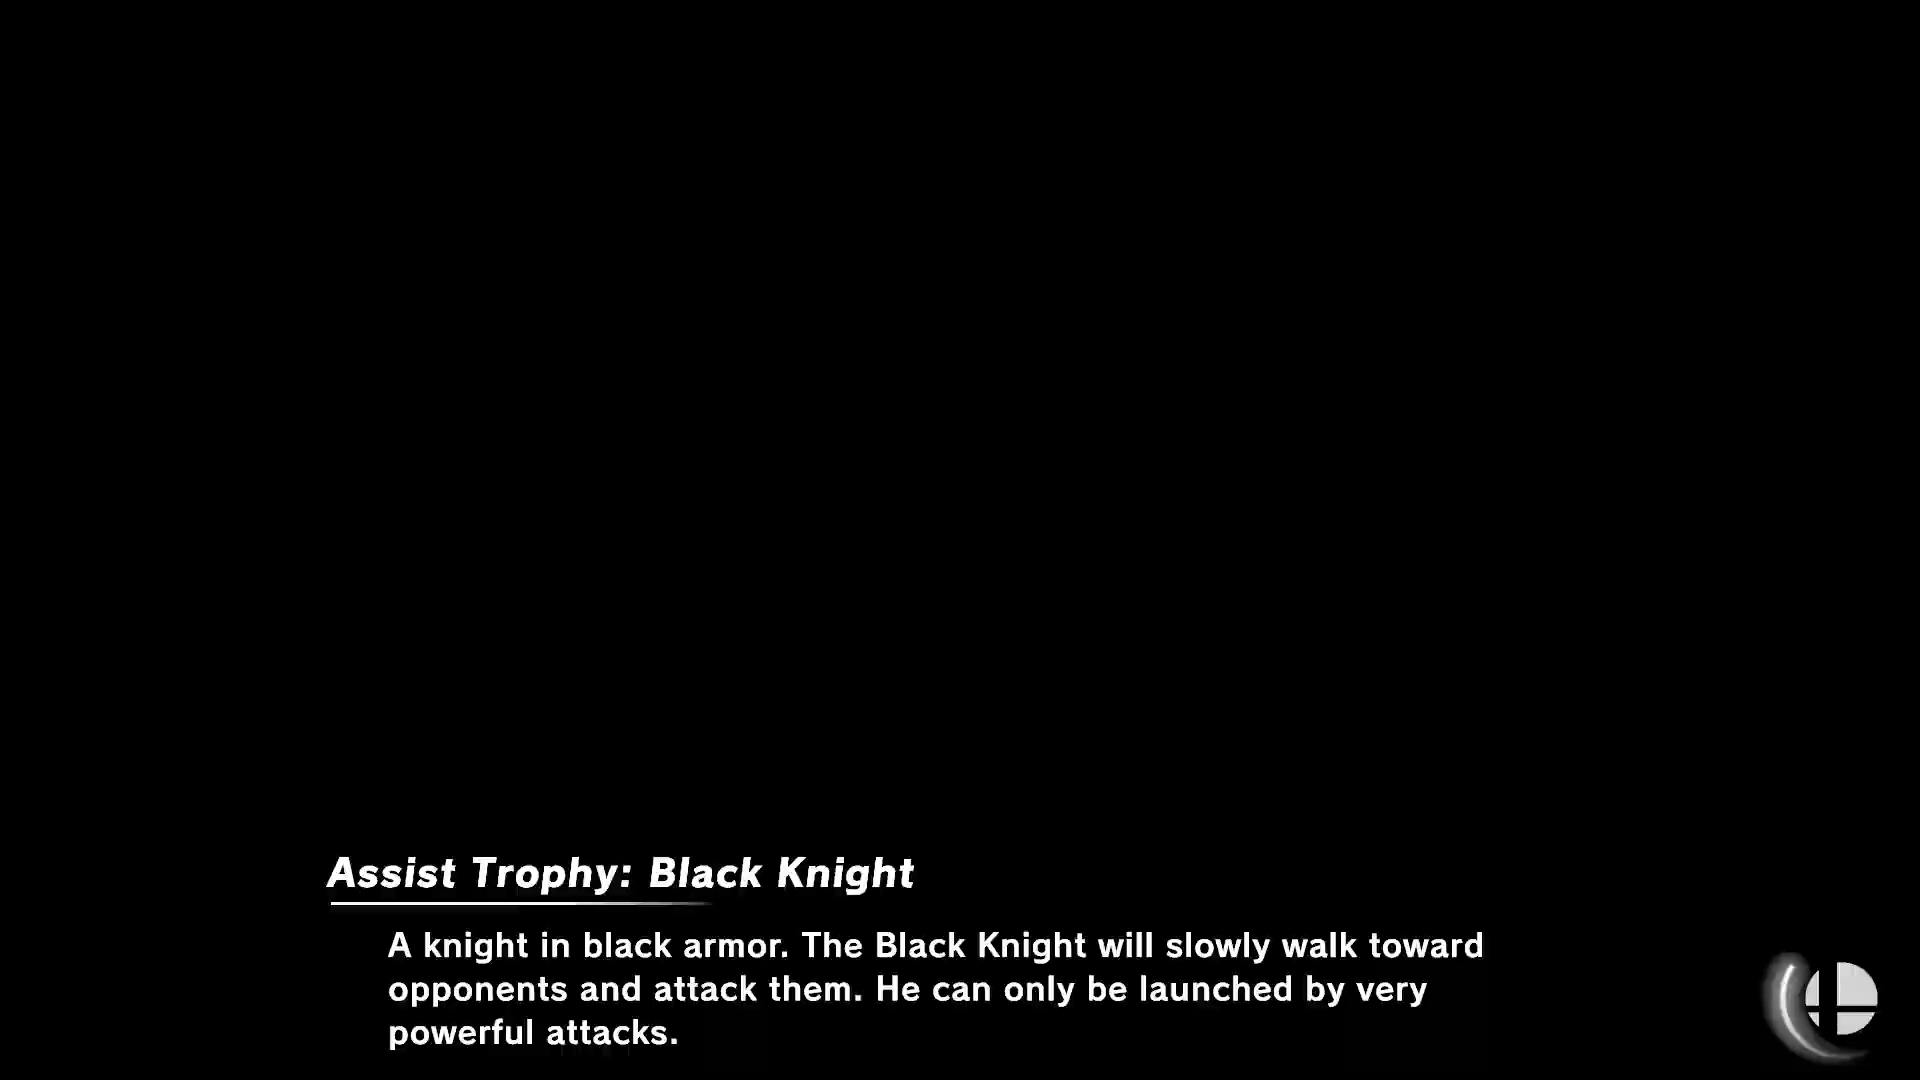 Assist Trophy: Black Knight
A knight in black armor. The Black Knight will slowly walk toward
opponents and attack them. He can only be launched by very
powerful attacks.